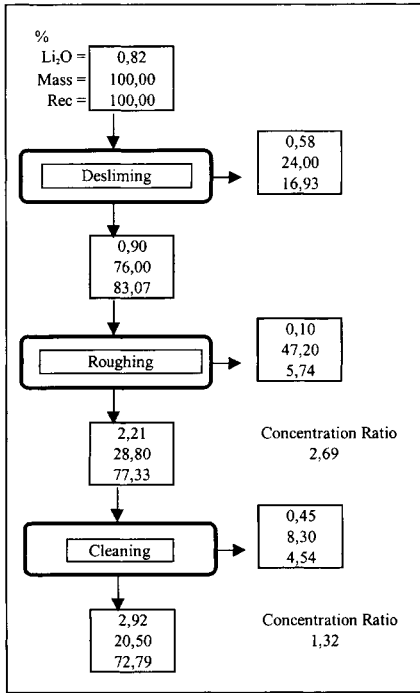 %
Li₂O = 0,82
Mass = 100,00
Rec = 100,00
Desliming
0,58
24,00
16,93
0,90
76,00
83,07
Roughing
0,10
47,20
5,74
2,21
28,80
77,33
Concentration Ratio
2,69
Cleaning
0,45
8,30
4,54
2,92
20,50
72,79
Concentration Ratio
1,32